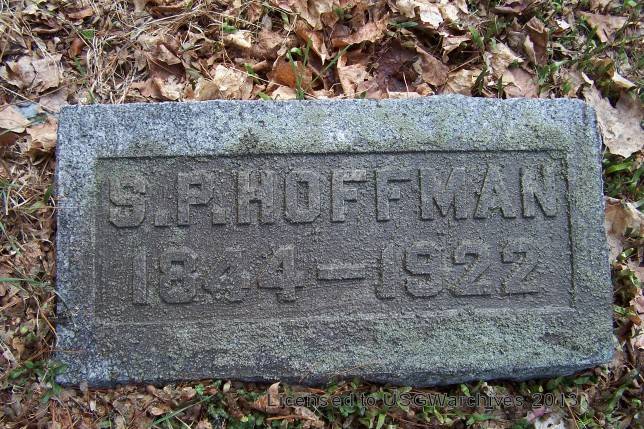 S.P.HOFFMAN
1844–1922
Licensed to USGWarchives 2013